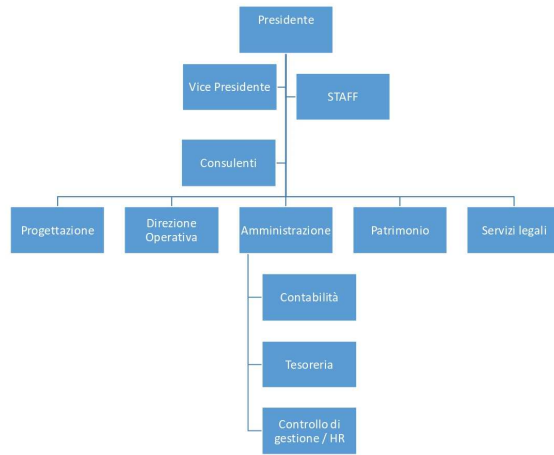 Presidente
Vice Presidente
STAFF
Consulenti
Progettazione
Direzione
Operativa
Amministrazione
Patrimonio
Servizi legali
Contabilità
Tesoreria
Controllo di
gestione / HR